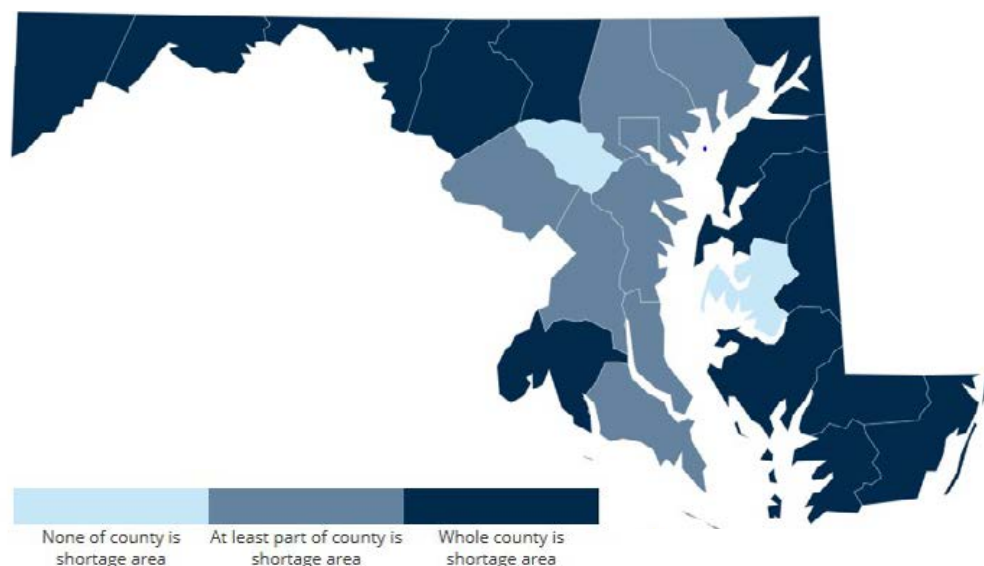 None of county is
shortage area
At least part of county is
shortage area
Whole county is
shortage area